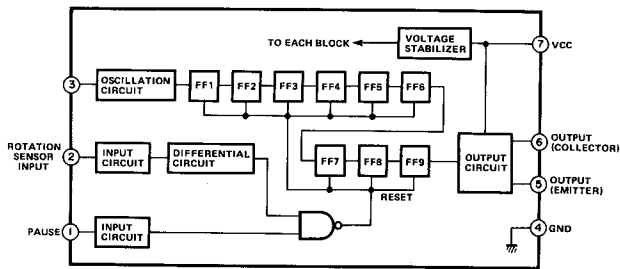 TO EACH BLOCK
VOLTAGE
STABILIZER
7
VCC
3
OSCILLATION
CIRCUIT
FF1
FF2
FF3
FF4
FF5
FF6
ROTATION
SENSOR
INPUT
2
INPUT
CIRCUIT
DIFFERENTIAL
CIRCUIT
FF7
FF8
FF9
RESET
OUTPUT
CIRCUIT
6
OUTPUT
(COLLECTOR)
5
OUTPUT
(EMITTER)
PAUSE
1
INPUT
CIRCUIT
4
GND